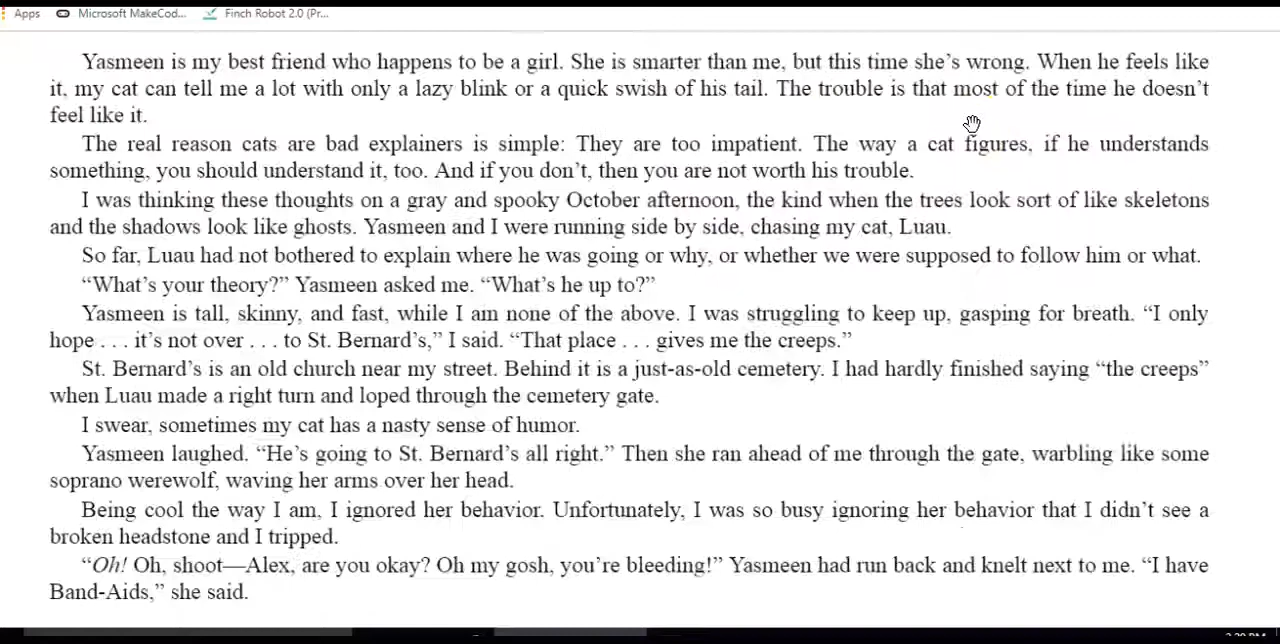 Apps Microsoft MakeCod... Finch Robot 2.0 (Pr...
Yasmeen is my best friend who happens to be a girl. She is smarter than me, but this time she’s wrong. When he feels like
it, my cat can tell me a lot with only a lazy blink or a quick swish of his tail. The trouble is that most of the time he doesn’t
feel like it.
The real reason cats are bad explainers is simple: They are too impatient. The way a cat figures, if he understands
something, you should understand it, too. And if you don’t, then you are not worth his trouble.
I was thinking these thoughts on a gray and spooky October afternoon, the kind when the trees look sort of like skeletons
and the shadows look like ghosts. Yasmeen and I were running side by side, chasing my cat, Luau.
So far, Luau had not bothered to explain where he was going or why, or whether we were supposed to follow him or what.
“What’s your theory?” Yasmeen asked me. “What’s he up to?”
Yasmeen is tall, skinny, and fast, while I am none of the above. I was struggling to keep up, gasping for breath. “I only
hope . . . it’s not over . . . to St. Bernard’s,” I said. “That place . . . gives me the creeps.”
St. Bernard’s is an old church near my street. Behind it is a just-as-old cemetery. I had hardly finished saying “the creeps”
when Luau made a right turn and loped through the cemetery gate.
I swear, sometimes my cat has a nasty sense of humor.
Yasmeen laughed. “He’s going to St. Bernard’s all right.” Then she ran ahead of me through the gate, warbling like some
soprano werewolf, waving her arms over her head.
Being cool the way I am, I ignored her behavior. Unfortunately, I was so busy ignoring her behavior that I didn’t see a
broken headstone and I tripped.
“Oh! Oh, shoot—Alex, are you okay? Oh my gosh, you’re bleeding!” Yasmeen had run back and knelt next to me. “I have
Band-Aids,” she said.